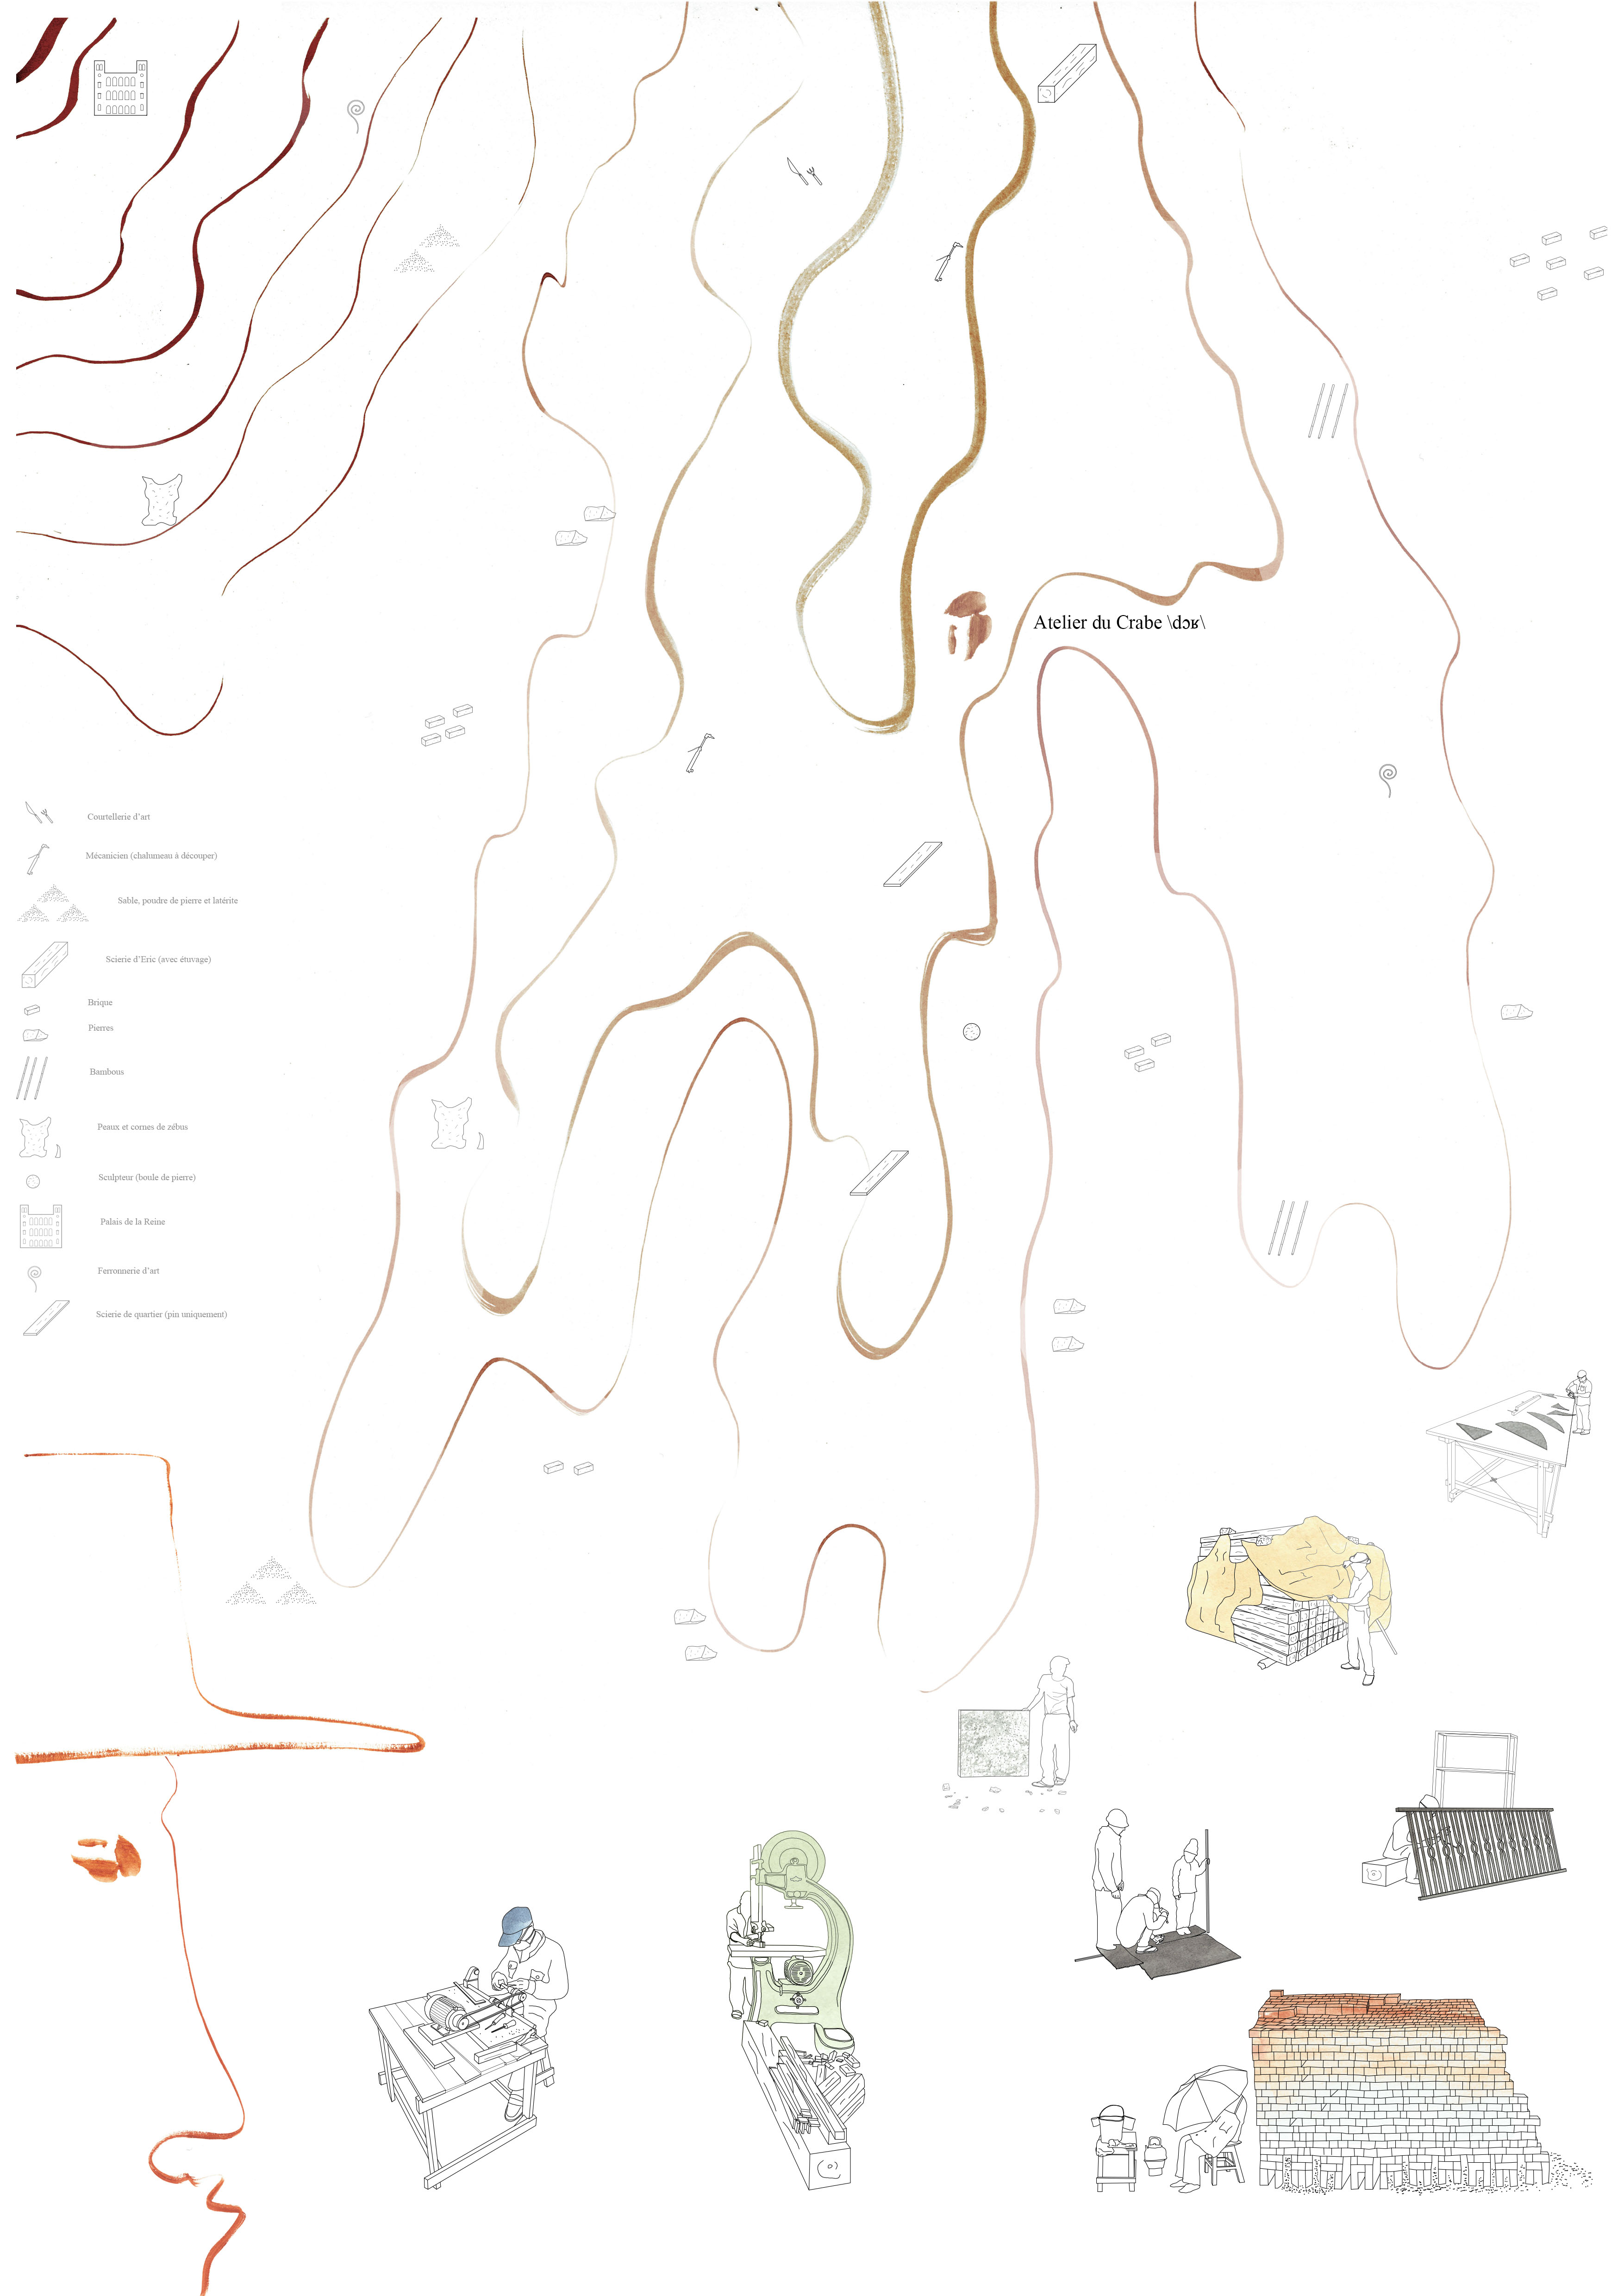 Atelier du Crabe \dɔʁ\
Courtellerie d'art
Mécanicien (chalumeau à découper)
Sable, poudre de pierre et latérite
Scierie d'Eric (avec étuvage)
Brique
Pierres
Bambous
Peaux et cornes de zébus
Sculpteur (boule de pierre)
Palais de la Reine
Ferronnerie d'art
Scierie de quartier (pin uniquement)